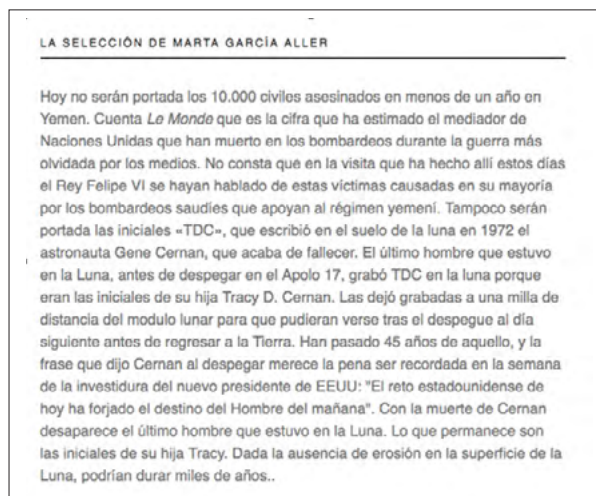 LA SELECCIÓN DE MARTA GARCÍA ALLER
Hoy no serán portada los 10.000 civiles asesinados en menos de un año en
Yemen. Cuenta Le Monde que es la cifra que ha estimado el mediador de
Naciones Unidas que han muerto en los bombardeos durante la guerra más
olvidada por los medios. No consta que en la visita que ha hecho allí estos días
el Rey Felipe VI se hayan hablado de estas víctimas causadas en su mayoría
por los bombardeos saudíes que apoyan al régimen yemení. Tampoco serán
portada las iniciales «TDC», que escribió en el suelo de la luna en 1972 el
astronauta Gene Cernan, que acaba de fallecer. El último hombre que estuvo
en la Luna, antes de despegar en el Apolo 17, grabó TDC en la luna porque
eran las iniciales de su hija Tracy D. Cernan. Las dejó grabadas a una milla de
distancia del modulo lunar para que pudieran verse tras el despegue al día
siguiente antes de regresar a la Tierra. Han pasado 45 años de aquello, y la
frase que dijo Cernan al despegar merece la pena ser recordada en la semana
de la investidura del nuevo presidente de EEUU: "El reto estadounidense de
hoy ha forjado el destino del Hombre del mañana". Con la muerte de Cernan
desaparece el último hombre que estuvo en la Luna. Lo que permanece son
las iniciales de su hija Tracy. Dada la ausencia de erosión en la superficie de la
Luna, podrían durar miles de años..